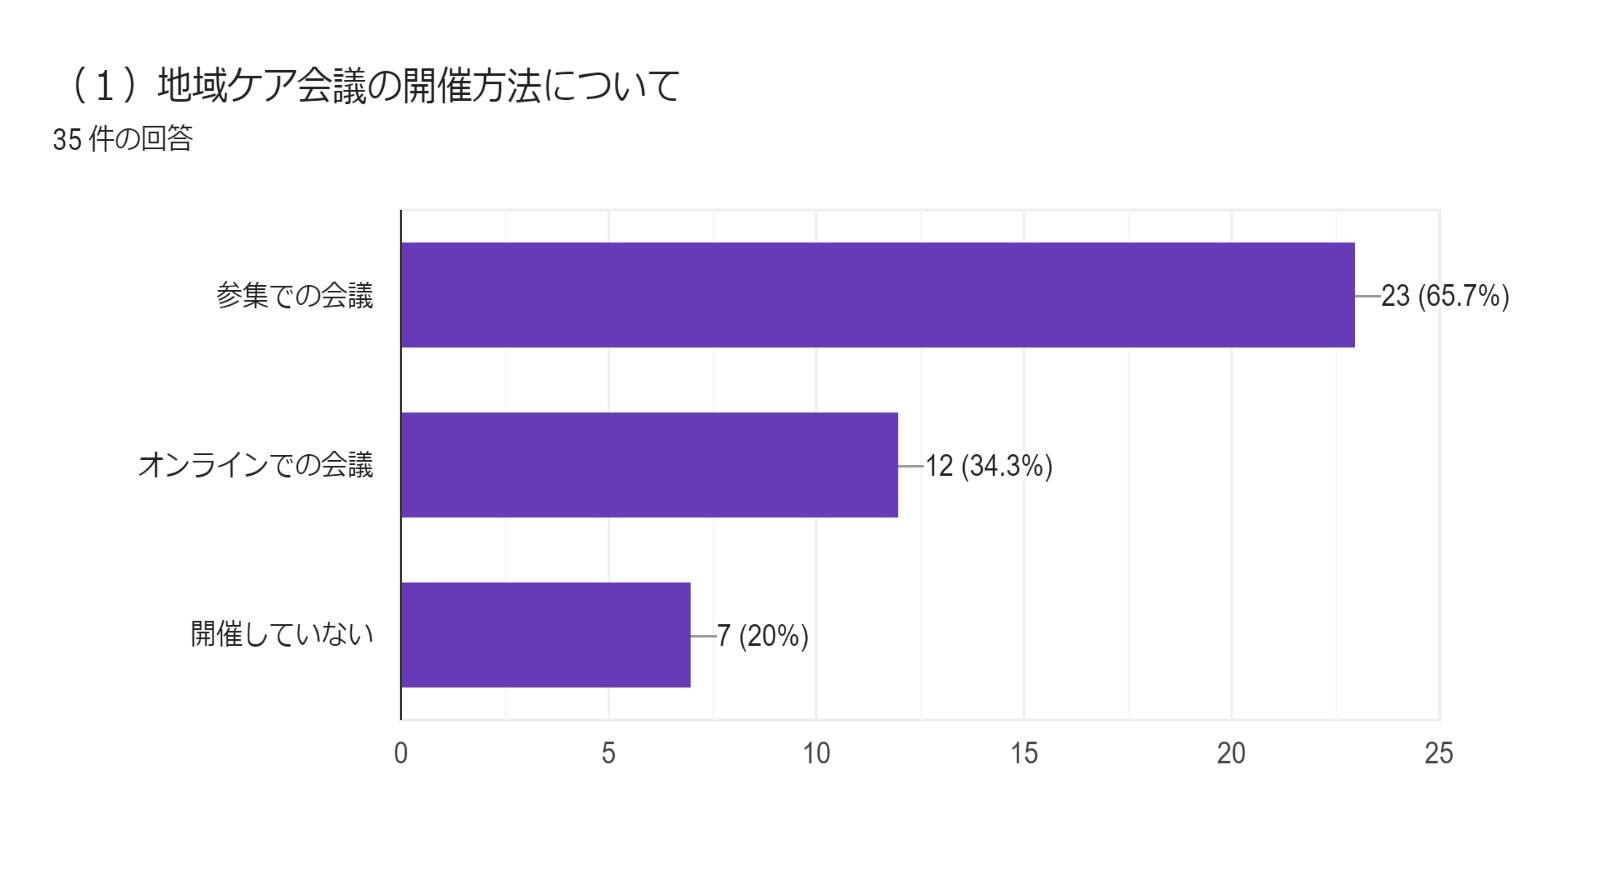 （1）地域ケア会議の開催方法について
35 件の回答
参集での会議
23 (65.7%)
オンラインでの会議
12 (34.3%)
開催していない
7 (20%)
0 5 10 15 20 25